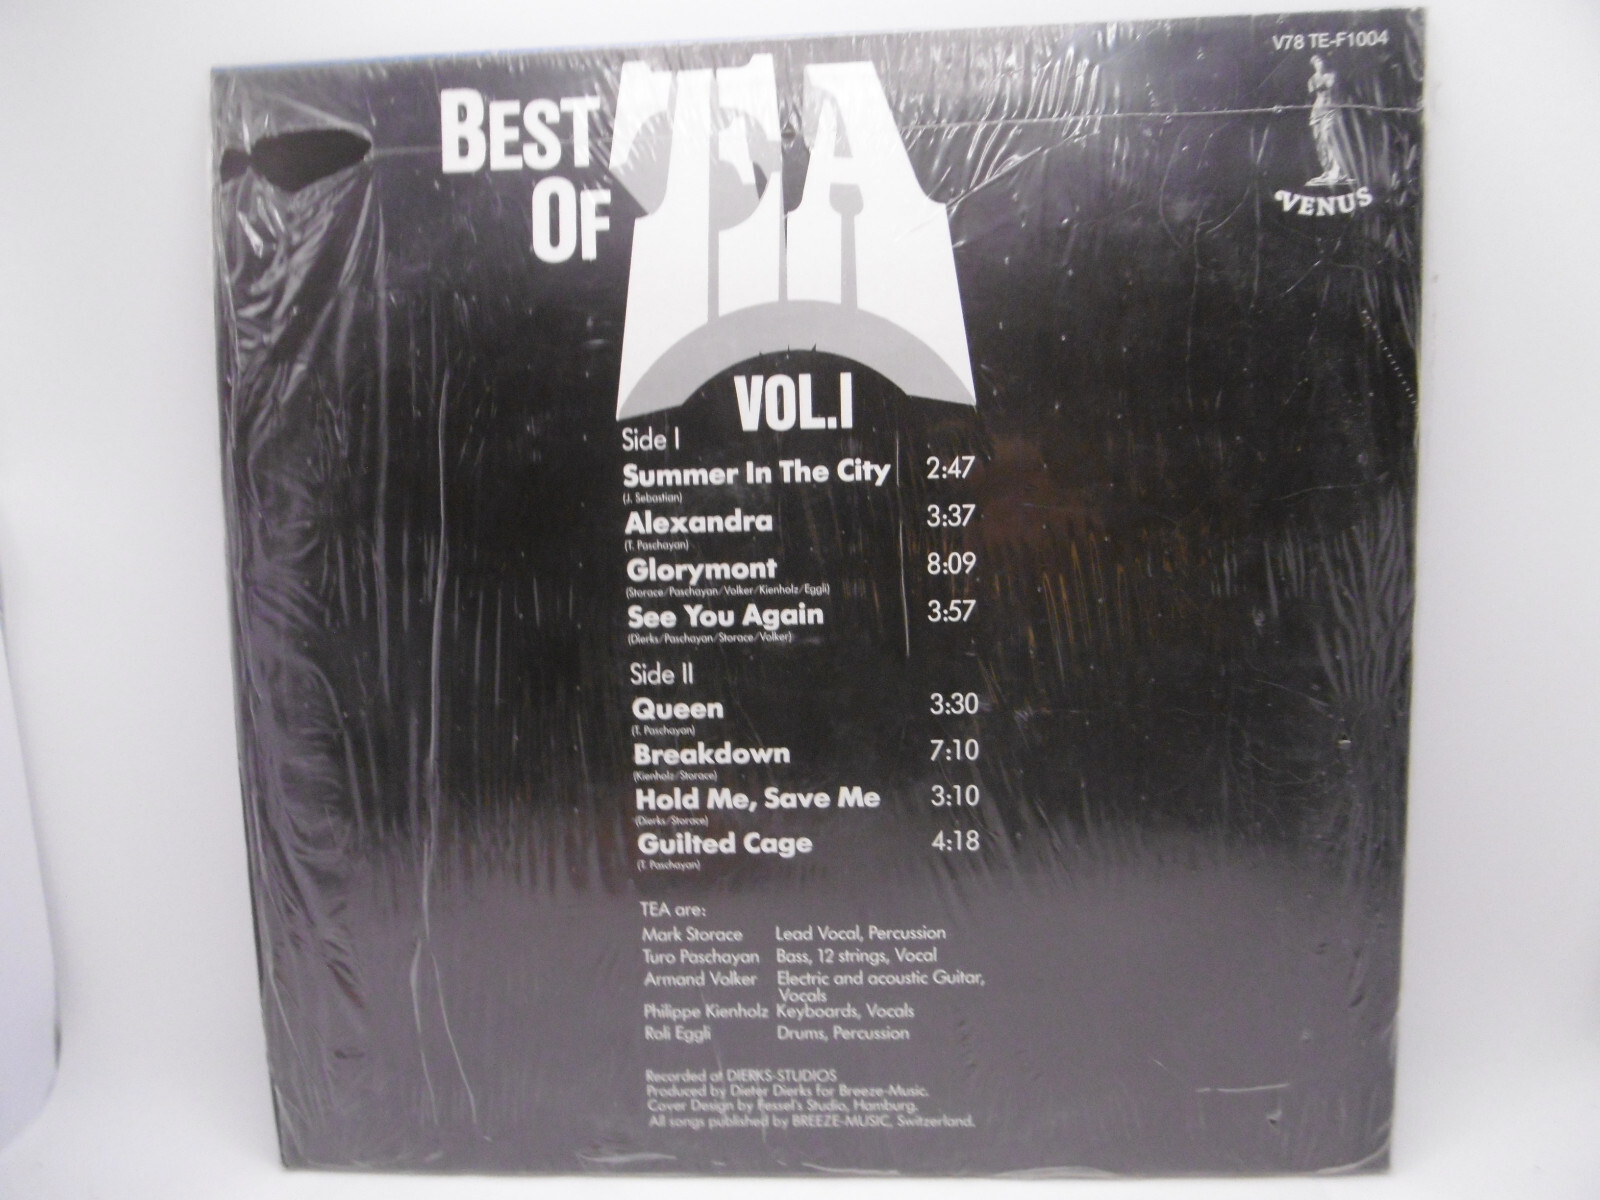 V78 TE-F1004
VENUS
BEST
OF
TEA
VOL.I
Side I
Summer In The City 2:47
(J. Sebastian)
Alexandra 3:37
(T. Paschayan)
Glorymont 8:09
(Storace/Paschayan/Volker/Kienholz/Eggli)
See You Again 3:57
(Dierks/Paschayan/Storace/Volker)
Side II
Queen 3:30
(T. Paschayan)
Breakdown 7:10
(Kienholz/Storace)
Hold Me, Save Me 3:10
(Dierks/Storace)
Guilted Cage 4:18
(T. Paschayan)
TEA are:
Mark Storace Lead Vocal, Percussion
Turo Paschayan Bass, 12 strings, Vocal
Armand Volker Electric and acoustic Guitar,
Vocals
Philippe Kienholz Keyboards, Vocals
Roli Eggli Drums, Percussion
Recorded at DIERKS-STUDIOS
Produced by Dieter Dierks for Breeze-Music.
Cover Design by Fessel's Studio, Hamburg.
All songs published by BREEZE-MUSIC, Switzerland.